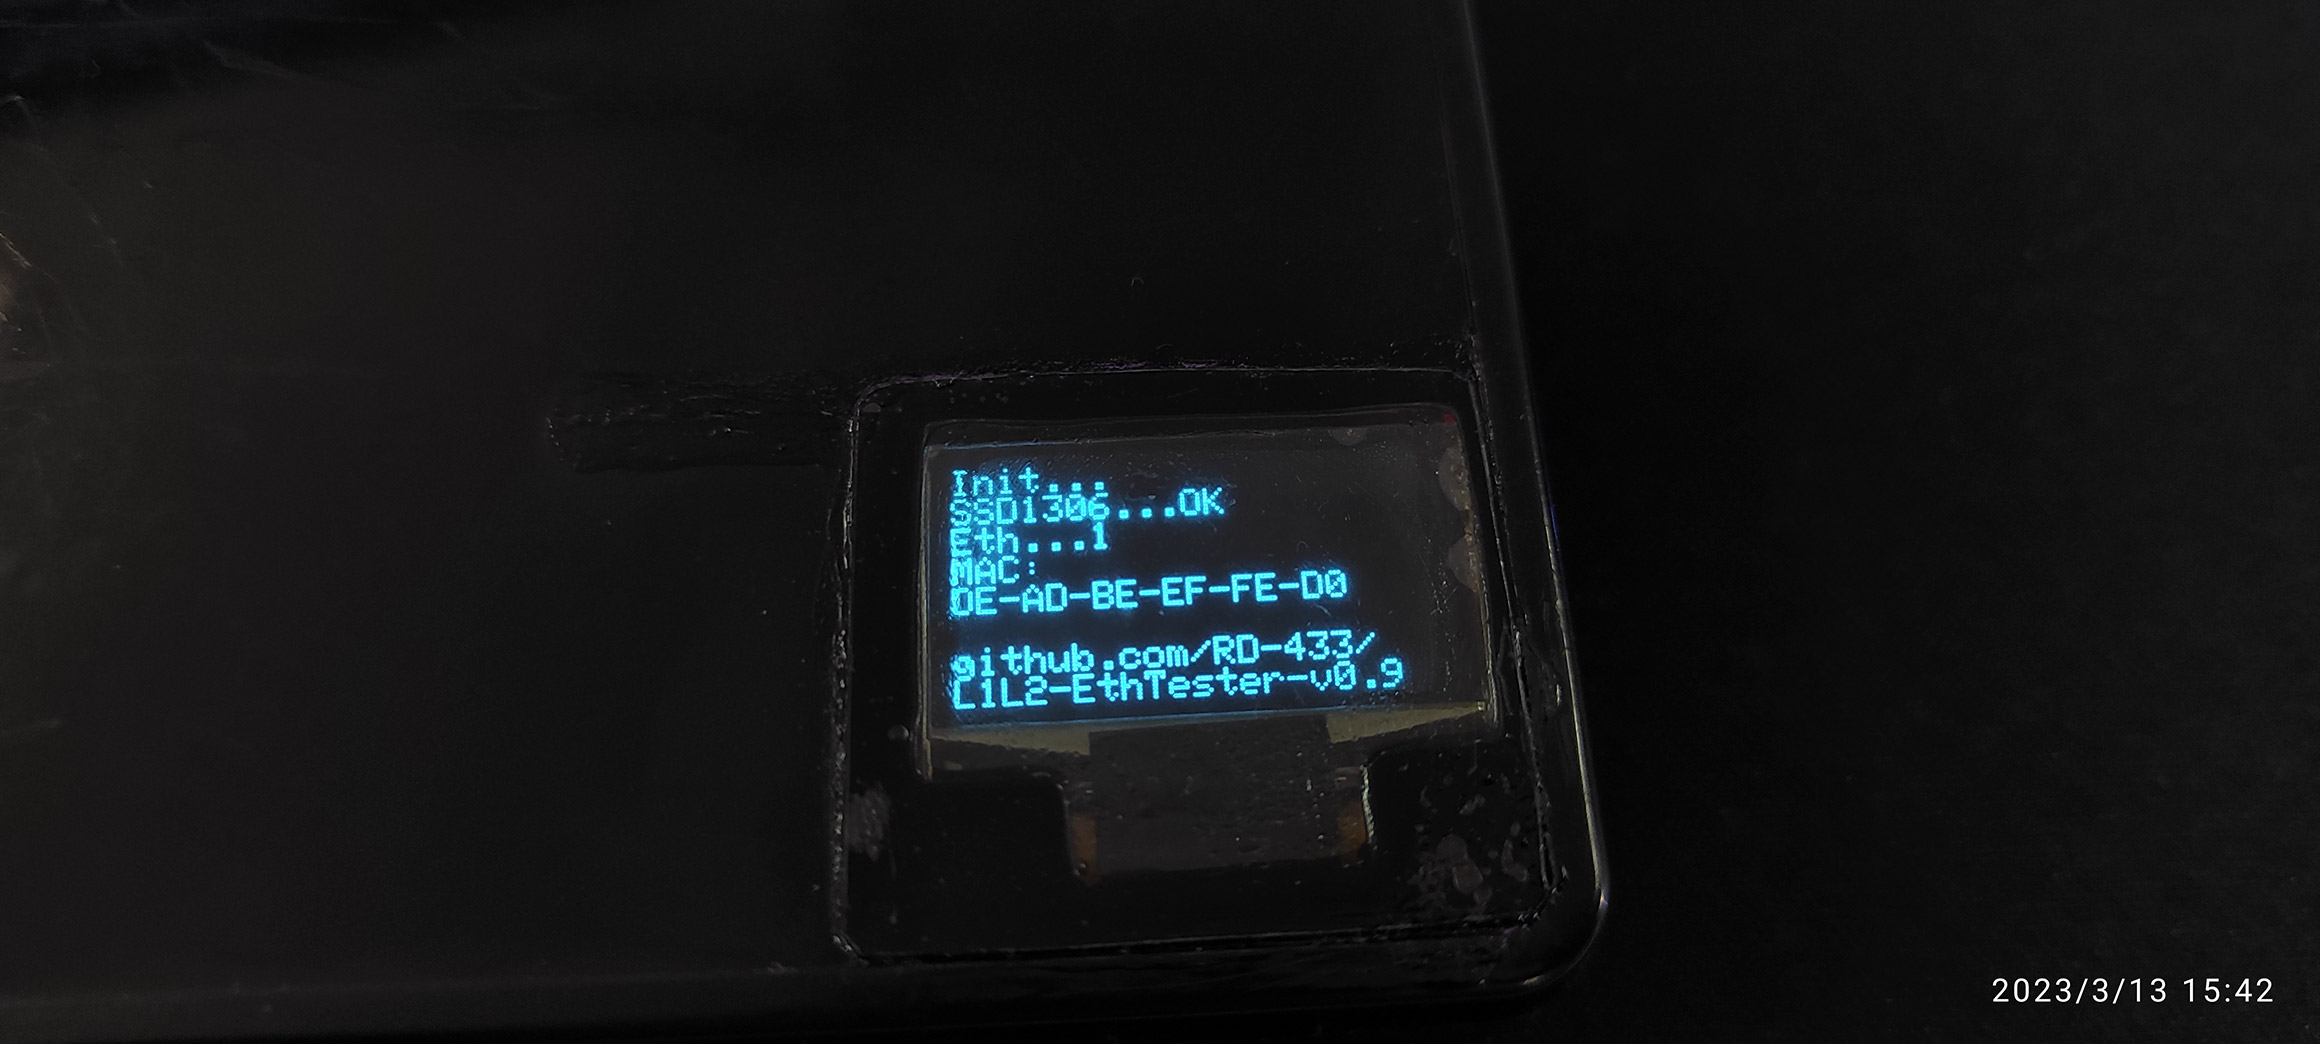 Init...
SSD1306...OK
Eth...1
MAC:
DE-AD-BE-EF-FE-D0
github.com/RD-433/
L1L2-EthTester-v0.9
2023/3/13 15:42